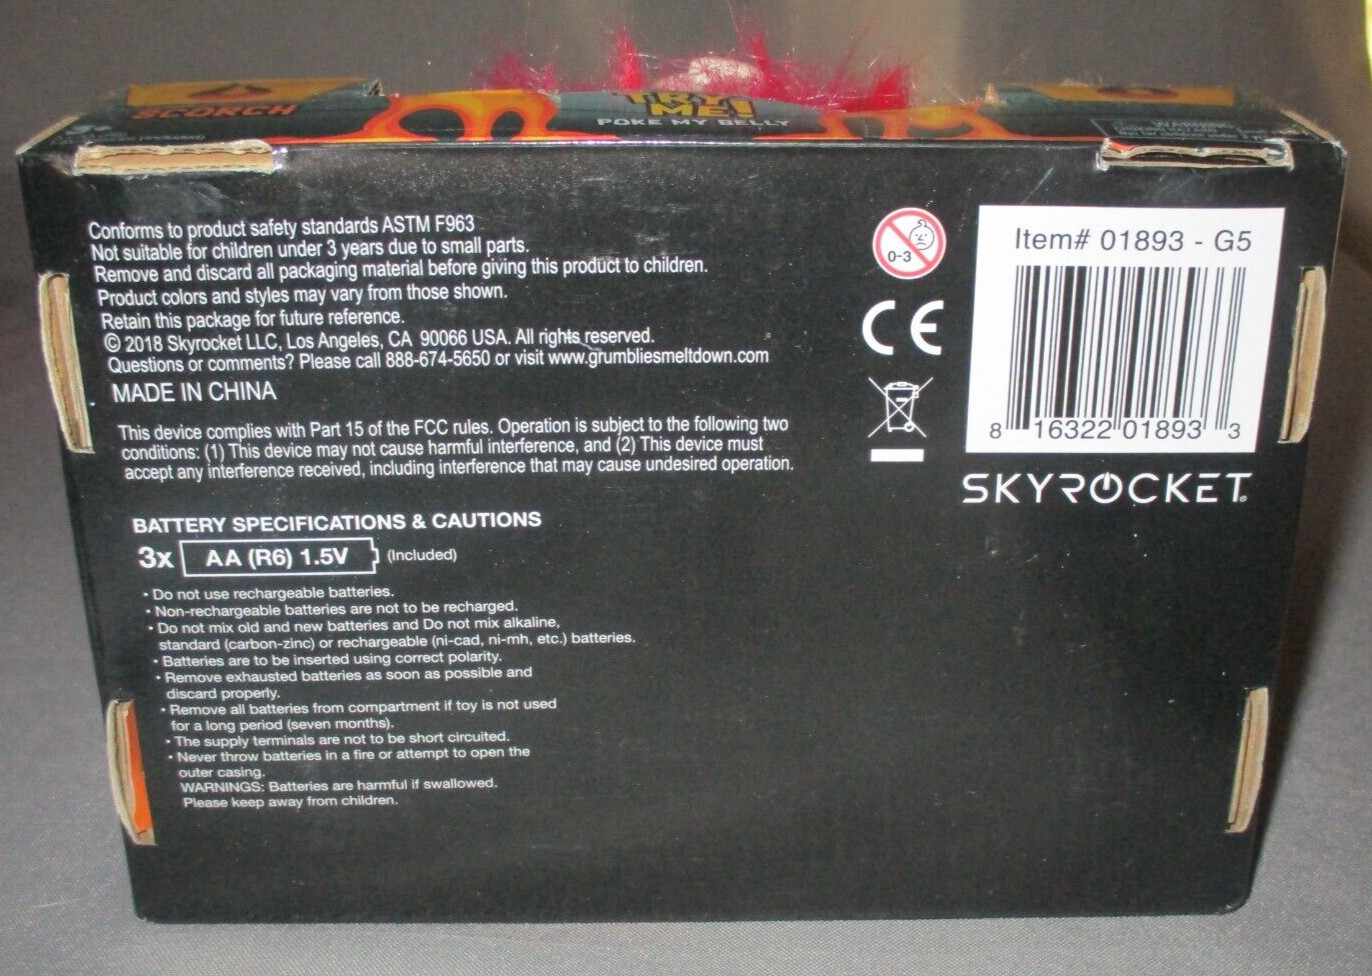 SCORCH
TRY
ME!
POKE MY BELLY
WARNING:
Conforms to product safety standards ASTM F963
Not suitable for children under 3 years due to small parts.
Remove and discard all packaging material before giving this product to children.
Product colors and styles may vary from those shown.
Retain this package for future reference.
© 2018 Skyrocket LLC, Los Angeles, CA 90066 USA. All rights reserved.
Questions or comments? Please call 888-674-5650 or visit www.grumbliesmeltdown.com
MADE IN CHINA
This device complies with Part 15 of the FCC rules. Operation is subject to the following two
conditions: (1) This device may not cause harmful interference, and (2) This device must
accept any interference received, including interference that may cause undesired operation.
BATTERY SPECIFICATIONS & CAUTIONS
3x AA (R6) 1.5V (Included)
• Do not use rechargeable batteries.
• Non-rechargeable batteries are not to be recharged.
• Do not mix old and new batteries and Do not mix alkaline,
standard (carbon-zinc) or rechargeable (ni-cad, ni-mh, etc.) batteries.
• Batteries are to be inserted using correct polarity.
• Remove exhausted batteries as soon as possible and
discard properly.
• Remove all batteries from compartment if toy is not used
for a long period (seven months).
• The supply terminals are not to be short circuited.
• Never throw batteries in a fire or attempt to open the
outer casing.
WARNINGS: Batteries are harmful if swallowed.
Please keep away from children.
0-3
CE
Item# 01893 - G5
8 16322 01893 3
SKYROCKET.